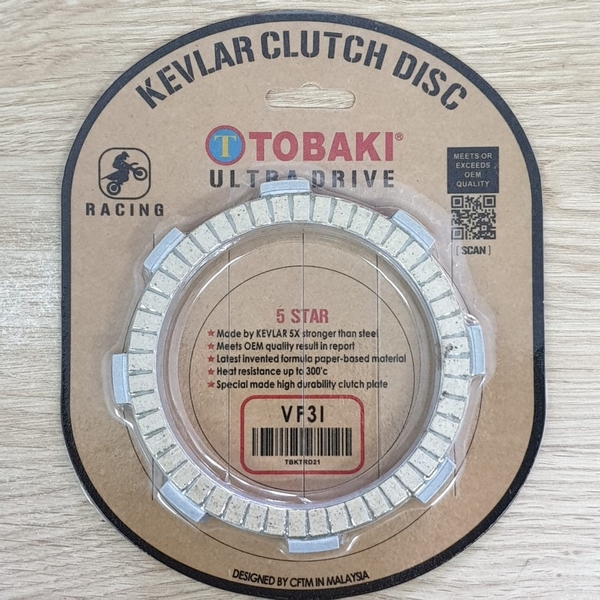 KEVLAR CLUTCH DISC
T TOBAKI®
ULTRA DRIVE
RACING
MEETS OR
EXCEEDS
OEM
QUALITY
[SCAN]
5 STAR
★ Made by KEVLAR 5X stronger than steel
★ Meets OEM quality result in report
★ Latest invented formula paper-based material
★ Heat resistance up to 300'c
★ Special made high durability clutch plate
VF3I
TBKTRD21
DESIGNED BY CFTM IN MALAYSIA